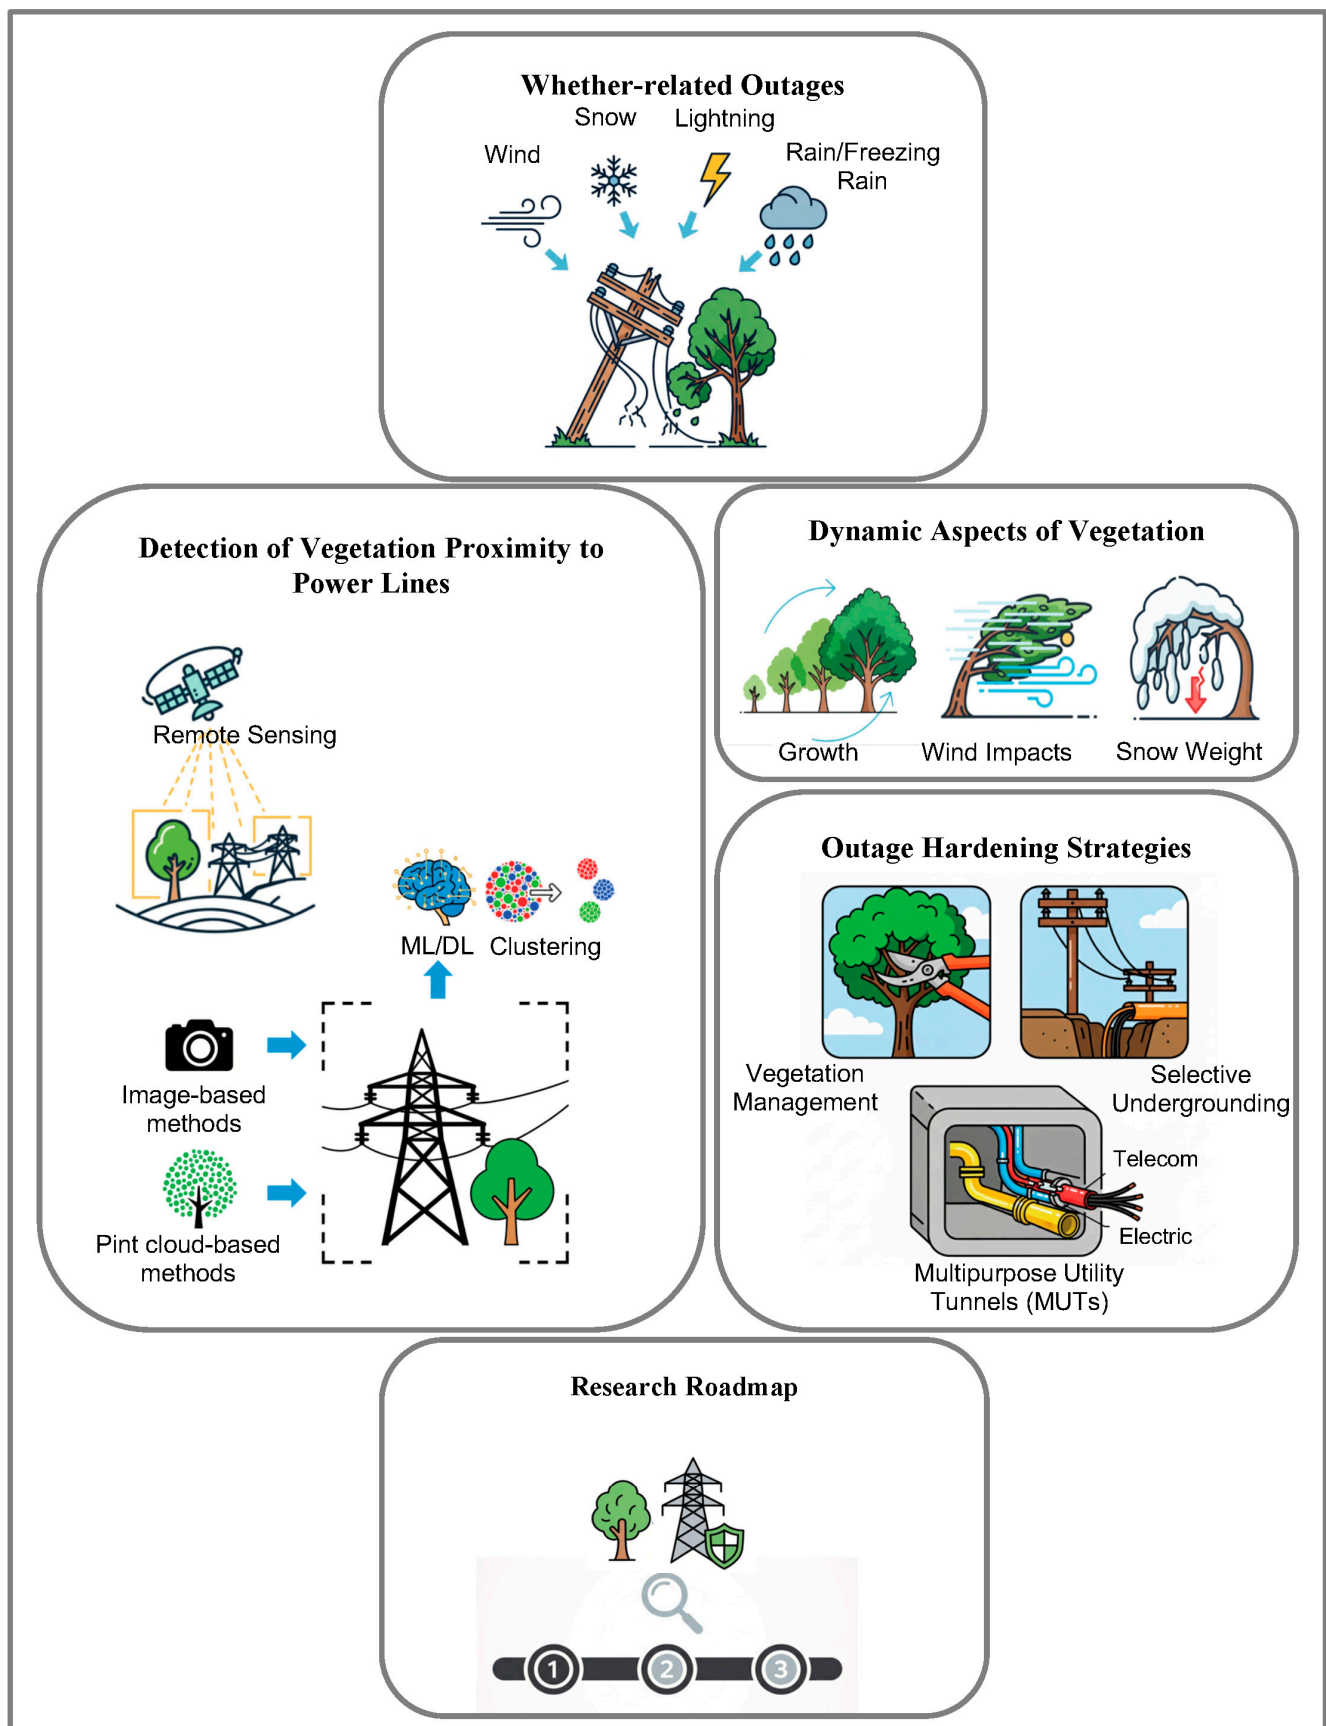 Whether-related Outages
Snow
Lightning
Wind
Rain/Freezing
Rain
Detection of Vegetation Proximity to
Power Lines
Remote Sensing
ML/DL
Clustering
Image-based
methods
Pint cloud-based
methods
Dynamic Aspects of Vegetation
Growth
Wind Impacts
Snow Weight
Outage Hardening Strategies
Vegetation
Management
Selective
Undergrounding
Telecom
Electric
Multipurpose Utility
Tunnels (MUTs)
Research Roadmap
1
2
3